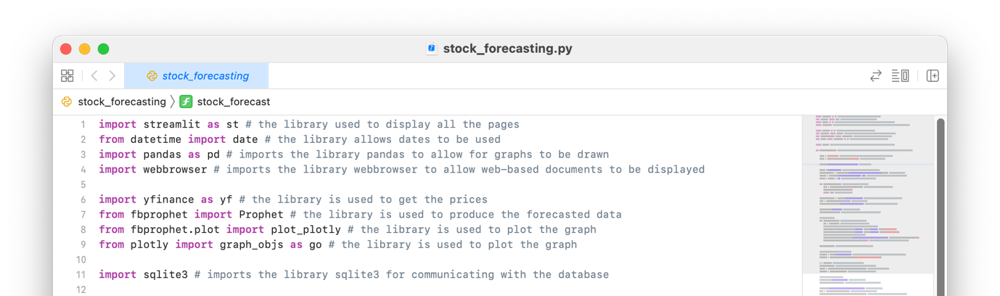 stock_forecasting.py
stock_forecasting
stock_forecasting 〉 stock_forecast
1 import streamlit as st # the library used to display all the pages
2 from datetime import date # the library allows dates to be used
3 import pandas as pd # imports the library pandas to allow for graphs to be drawn
4 import webbrowser # imports the library webbrowser to allow web-based documents to be displayed
5
6 import yfinance as yf # the library is used to get the prices
7 from fbprophet import Prophet # the library is used to produce the forecasted data
8 from fbprophet.plot import plot_plotly # the library is used to plot the graph
9 from plotly import graph_objs as go # the library is used to plot the graph
10
11 import sqlite3 # imports the library sqlite3 for communicating with the database
12